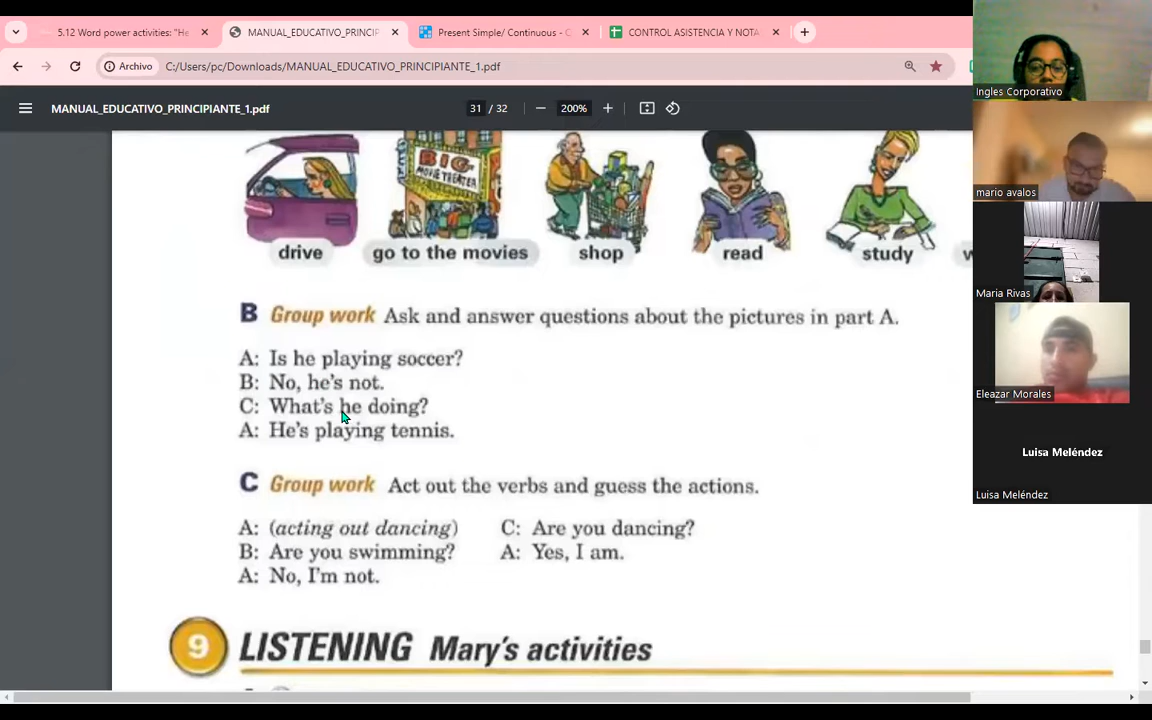 5.12 Word power activities: "He
MANUAL_EDUCATIVO_PRINCIP
Present Simple/ Continuous - C
CONTROL ASISTENCIA Y NOTA
Archivo
C:/Users/pc/Downloads/MANUAL_EDUCATIVO_PRINCIPIANTE_1.pdf
MANUAL_EDUCATIVO_PRINCIPIANTE_1.pdf
31 / 32
200%
BIG
MOVIE THEATER
drive
go to the movies
shop
read
study
w
B Group work Ask and answer questions about the pictures in part A.
A: Is he playing soccer?
B: No, he's not.
C: What's he doing?
A: He's playing tennis.
C Group work Act out the verbs and guess the actions.
A: (acting out dancing)
B: Are you swimming?
A: No, I'm not.
C: Are you dancing?
A: Yes, I am.
9 LISTENING Mary's activities
Ingles Corporativo
mario avalos
Maria Rivas
Eleazar Morales
Luisa Meléndez
Luisa Meléndez